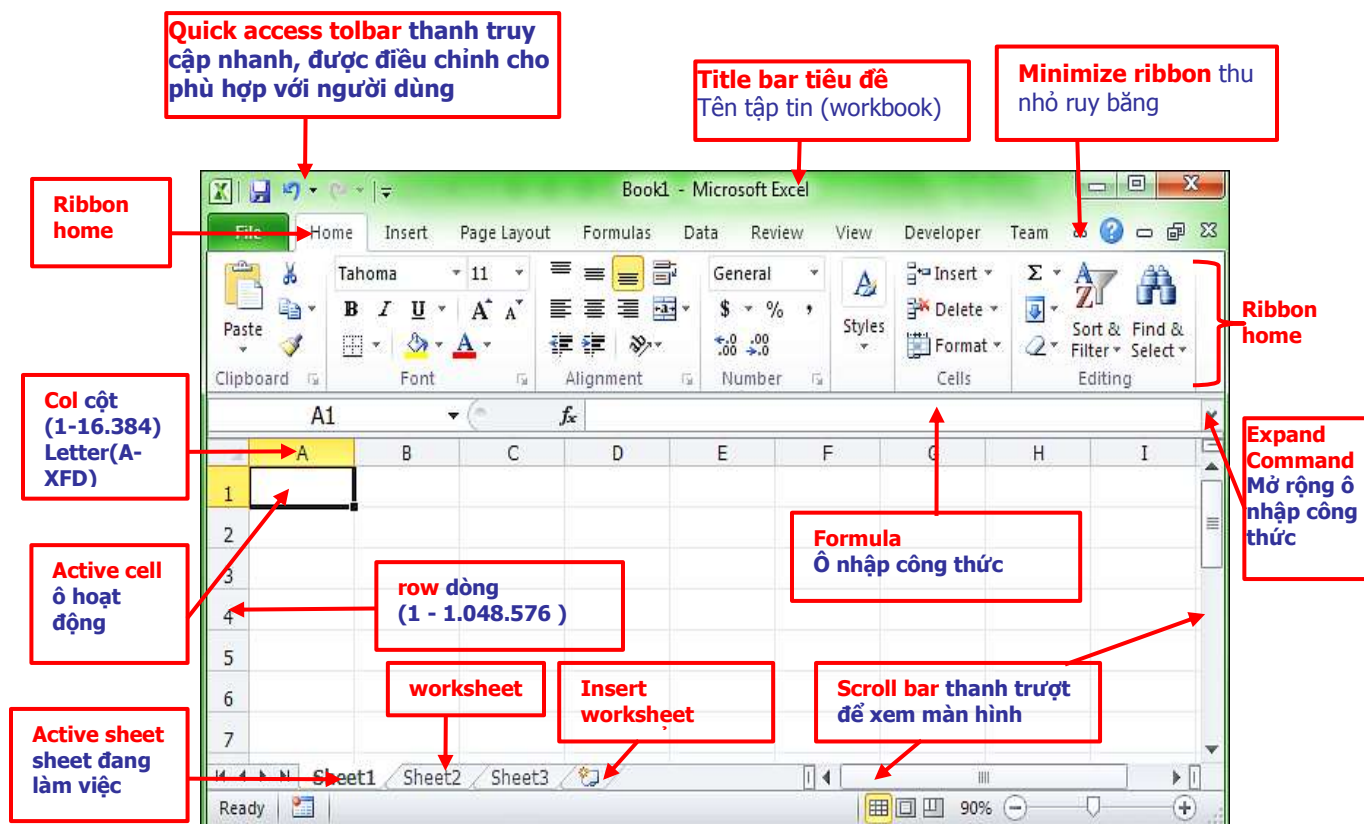 Quick access tolbar thanh truy
cập nhanh, được điều chỉnh cho
phù hợp với người dùng
Title bar tiêu đề
Tên tập tin (workbook)
Minimize ribbon thu
nhỏ ruy băng
Ribbon
home
Book1 - Microsoft Excel
File Home Insert Page Layout Formulas Data Review View Developer Team
Tahoma 11 General Insert Σ
Paste B I U A A $ % , Styles Delete Sort & Find &
A .00 .00 Format Filter Select
Clipboard Font Alignment Number Cells Editing
Ribbon
home
A1 fx
Col cột
(1-16.384)
Letter(A-
XFD)
A B C D E F G H I
1
2
3
4
5
6
7
Expand
Command
Mở rộng ô
nhập công
thức
Formula
Ô nhập công thức
Active cell
ô hoạt
động
row dòng
(1 - 1.048.576 )
worksheet
Insert
worksheet
Scroll bar thanh trượt
để xem màn hình
Active sheet
sheet đang
làm việc
Sheet1 Sheet2 Sheet3
Ready 90%